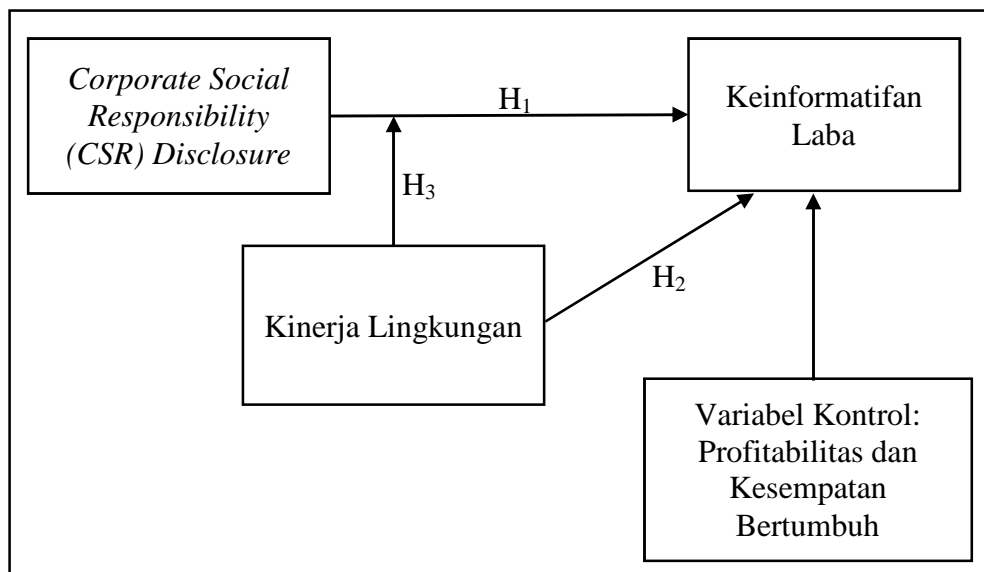 Corporate Social
Responsibility
(CSR) Disclosure
H₁
Keinformatifan
Laba
H₃
H₂
Kinerja Lingkungan
Variabel Kontrol:
Profitabilitas dan
Kesempatan
Bertumbuh